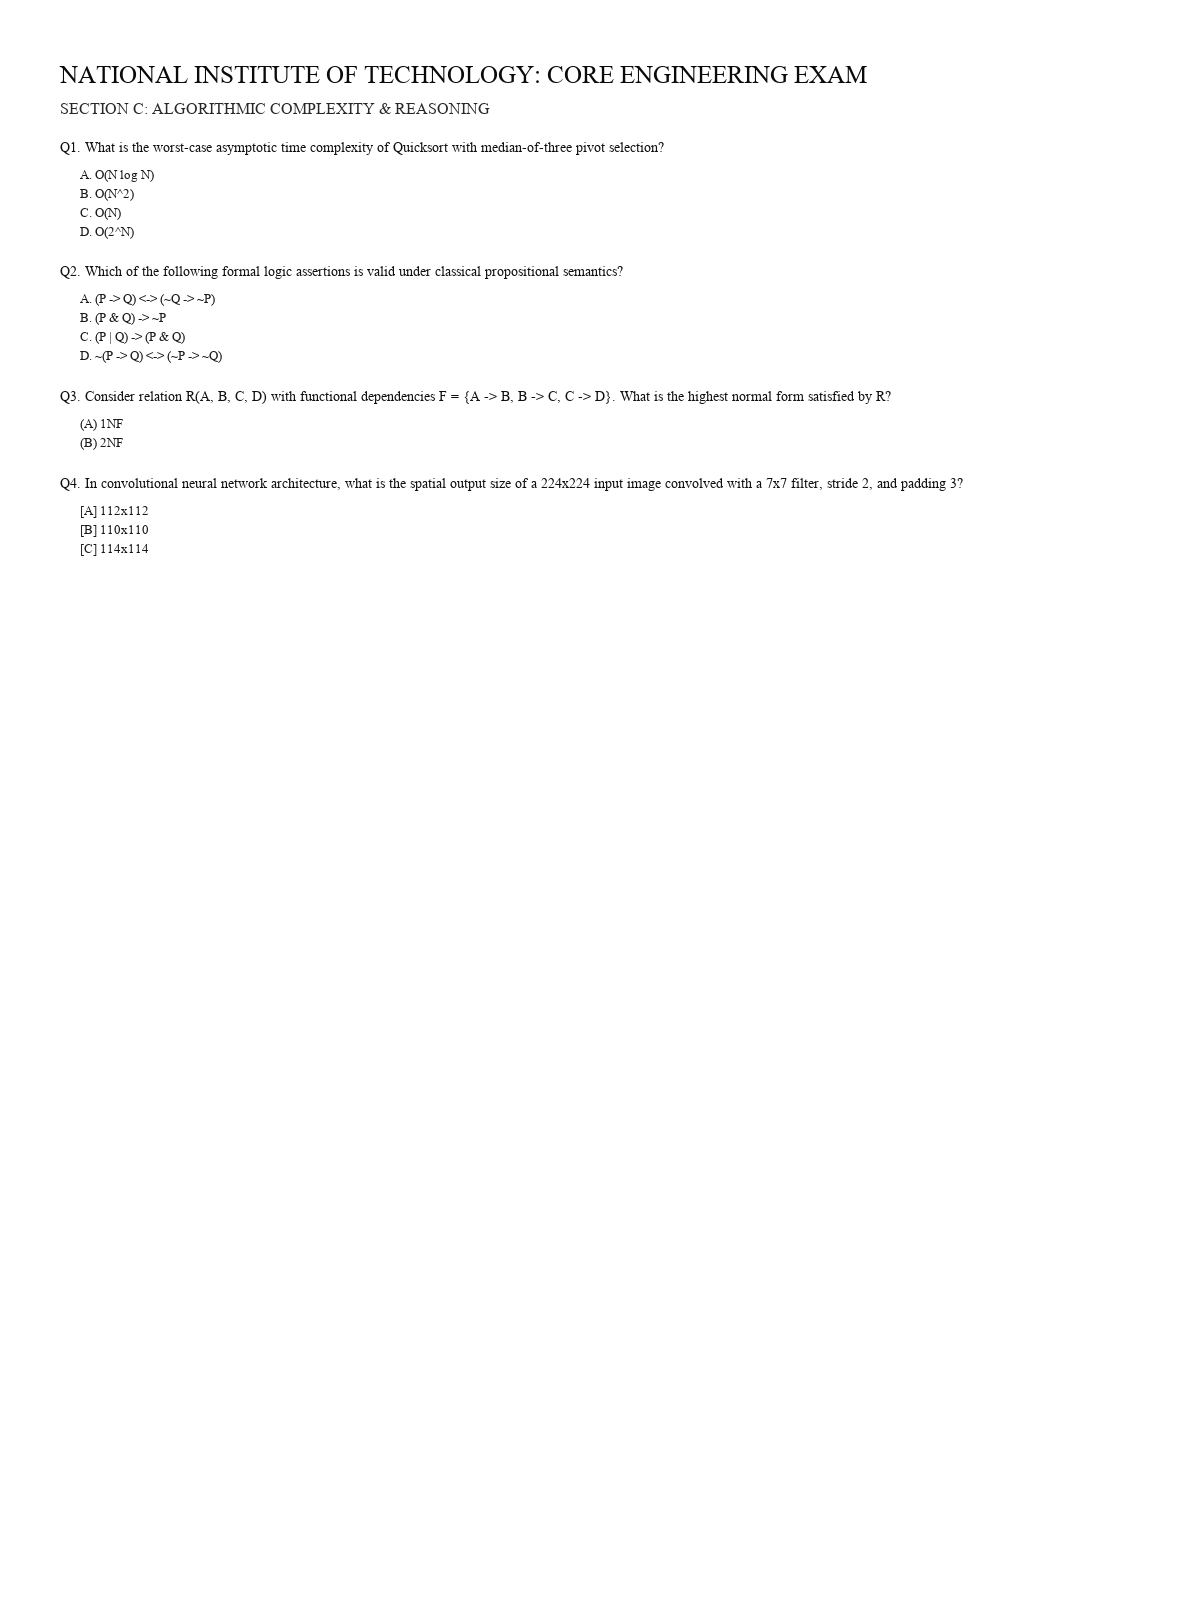 NATIONAL INSTITUTE OF TECHNOLOGY: CORE ENGINEERING EXAM
SECTION C: ALGORITHMIC COMPLEXITY & REASONING
Q1. What is the worst-case asymptotic time complexity of Quicksort with median-of-three pivot selection?
A. O(N log N)
B. O(N^2)
C. O(N)
D. O(2^N)
Q2. Which of the following formal logic assertions is valid under classical propositional semantics?
A. (P -> Q) <-> (~Q -> ~P)
B. (P & Q) -> ~P
C. (P | Q) -> (P & Q)
D. ~(P -> Q) <-> (~P -> ~Q)
Q3. Consider relation R(A, B, C, D) with functional dependencies F = {A -> B, B -> C, C -> D}. What is the highest normal form satisfied by R?
(A) 1NF
(B) 2NF
Q4. In convolutional neural network architecture, what is the spatial output size of a 224x224 input image convolved with a 7x7 filter, stride 2, and padding 3?
[A] 112x112
[B] 110x110
[C] 114x114